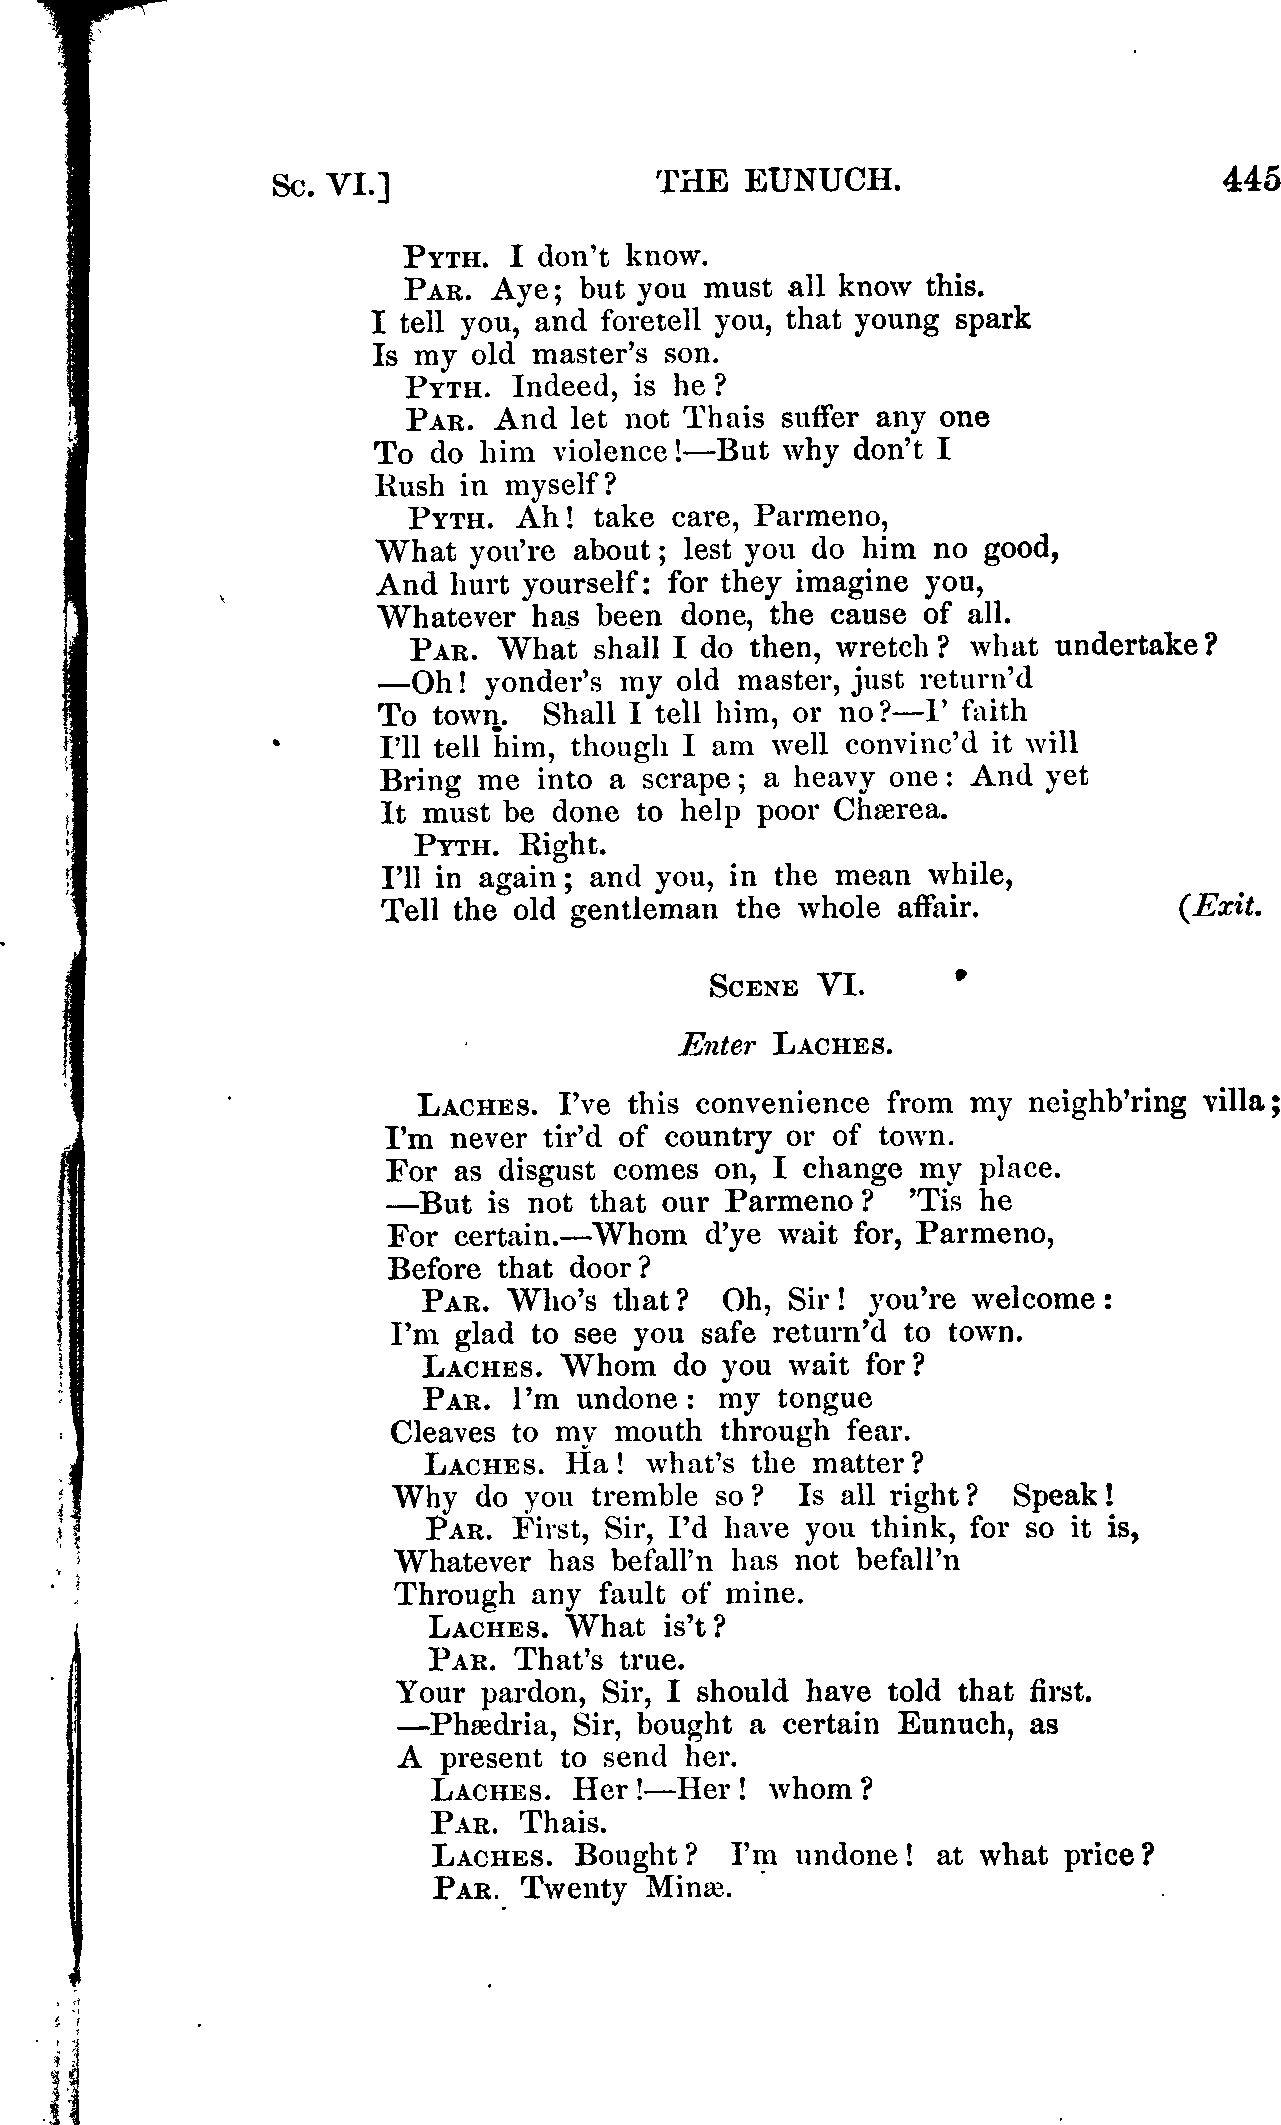 Sc. VI.] THE EUNUCH. 445
PYTH. I don't know.
PAR. Aye; but you must all know this.
I tell you, and foretell you, that young spark
Is my old master's son.
PYTH. Indeed, is he?
PAR. And let not Thais suffer any one
To do him violence!—But why don't I
Rush in myself?
PYTH. Ah! take care, Parmeno,
What you're about; lest you do him no good,
And hurt yourself: for they imagine you,
Whatever has been done, the cause of all.
PAR. What shall I do then, wretch? what undertake?
—Oh! yonder's my old master, just return'd
To town. Shall I tell him, or no?—I' faith
I'll tell him, though I am well convinc'd it will
Bring me into a scrape; a heavy one: And yet
It must be done to help poor Chærea.
PYTH. Right.
I'll in again; and you, in the mean while,
Tell the old gentleman the whole affair. (Exit.
SCENE VI.
Enter LACHES.
LACHES. I've this convenience from my neighb'ring villa;
I'm never tir'd of country or of town.
For as disgust comes on, I change my place.
—But is not that our Parmeno? 'Tis he
For certain.—Whom d'ye wait for, Parmeno,
Before that door?
PAR. Who's that? Oh, Sir! you're welcome:
I'm glad to see you safe return'd to town.
LACHES. Whom do you wait for?
PAR. I'm undone: my tongue
Cleaves to my mouth through fear.
LACHES. Ha! what's the matter?
Why do you tremble so? Is all right? Speak!
PAR. First, Sir, I'd have you think, for so it is,
Whatever has befall'n has not befall'n
Through any fault of mine.
LACHES. What is't?
PAR. That's true.
Your pardon, Sir, I should have told that first.
—Phædria, Sir, bought a certain Eunuch, as
A present to send her.
LACHES. Her!—Her! whom?
PAR. Thais.
LACHES. Bought? I'm undone! at what price?
PAR. Twenty Minæ.